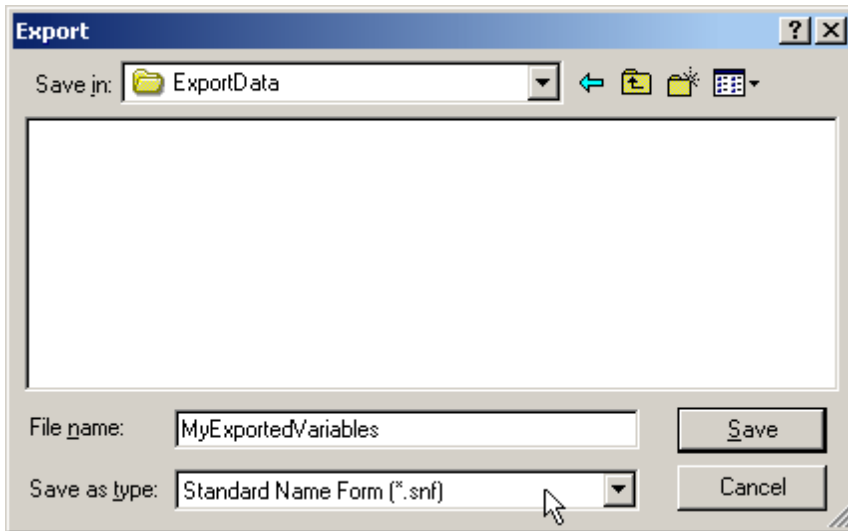 Export
Save in: ExportData
File name: MyExportedVariables Save
Save as type: Standard Name Form (*.snf) Cancel